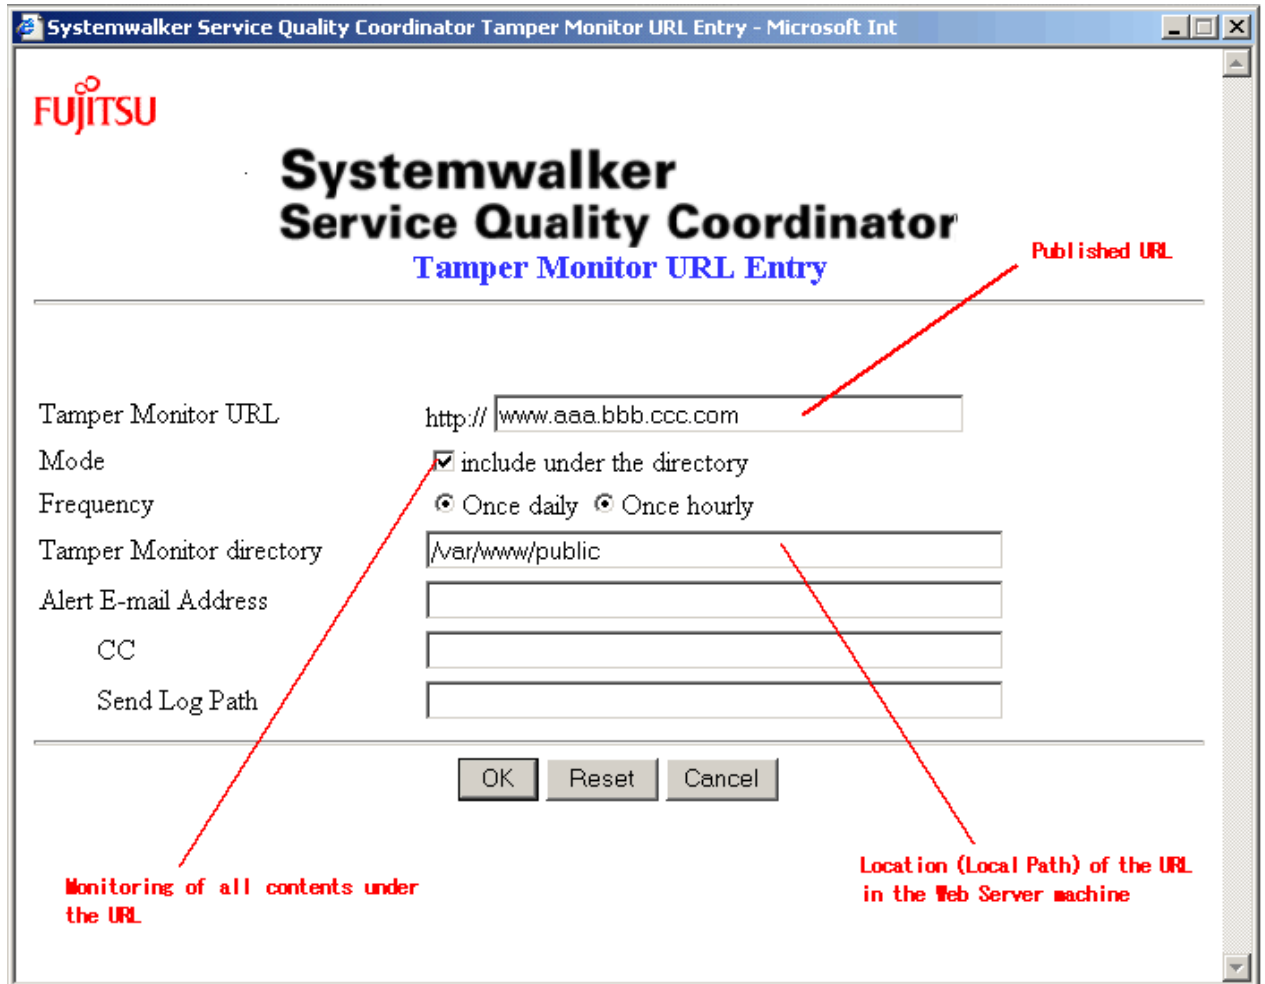 Systemwalker Service Quality Coordinator Tamper Monitor URL Entry - Microsoft Int
FUJITSU
Systemwalker
Service Quality Coordinator
Tamper Monitor URL Entry
Published URL
Tamper Monitor URL http:// www.aaa.bbb.ccc.com
Mode include under the directory
Frequency Once daily Once hourly
Tamper Monitor directory /var/www/public
Alert E-mail Address
CC
Send Log Path
OK Reset Cancel
Monitoring of all contents under
the URL
Location (Local Path) of the URL
in the Web Server machine